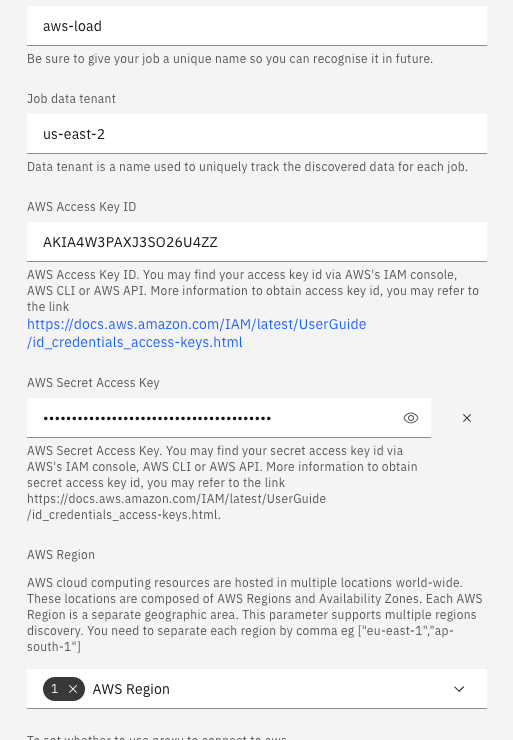 aws-load
Be sure to give your job a unique name so you can recognise it in future.
Job data tenant
us-east-2
Data tenant is a name used to uniquely track the discovered data for each job.
AWS Access Key ID
AKIA4W3PAXJ3SO26U4ZZ
AWS Access Key ID. You may find your access key id via AWS's IAM console,
AWS CLI or AWS API. More information to obtain access key id, you may refer to
the link
https://docs.aws.amazon.com/IAM/latest/UserGuide
/id_credentials_access-keys.html
AWS Secret Access Key
••••••••••••••••••••••••••••••••••••••••
AWS Secret Access Key. You may find your secret access key id via
AWS's IAM console, AWS CLI or AWS API. More information to obtain
secret access key id, you may refer to the link
https://docs.aws.amazon.com/IAM/latest/UserGuide
/id_credentials_access-keys.html.
AWS Region
AWS cloud computing resources are hosted in multiple locations world-wide.
These locations are composed of AWS Regions and Availability Zones. Each AWS
Region is a separate geographic area. This parameter supports multiple regions
discovery. You need to separate each region by comma eg ["eu-east-1","ap-
south-1"]
1 × AWS Region
To set whether to use proxy to connect to aws